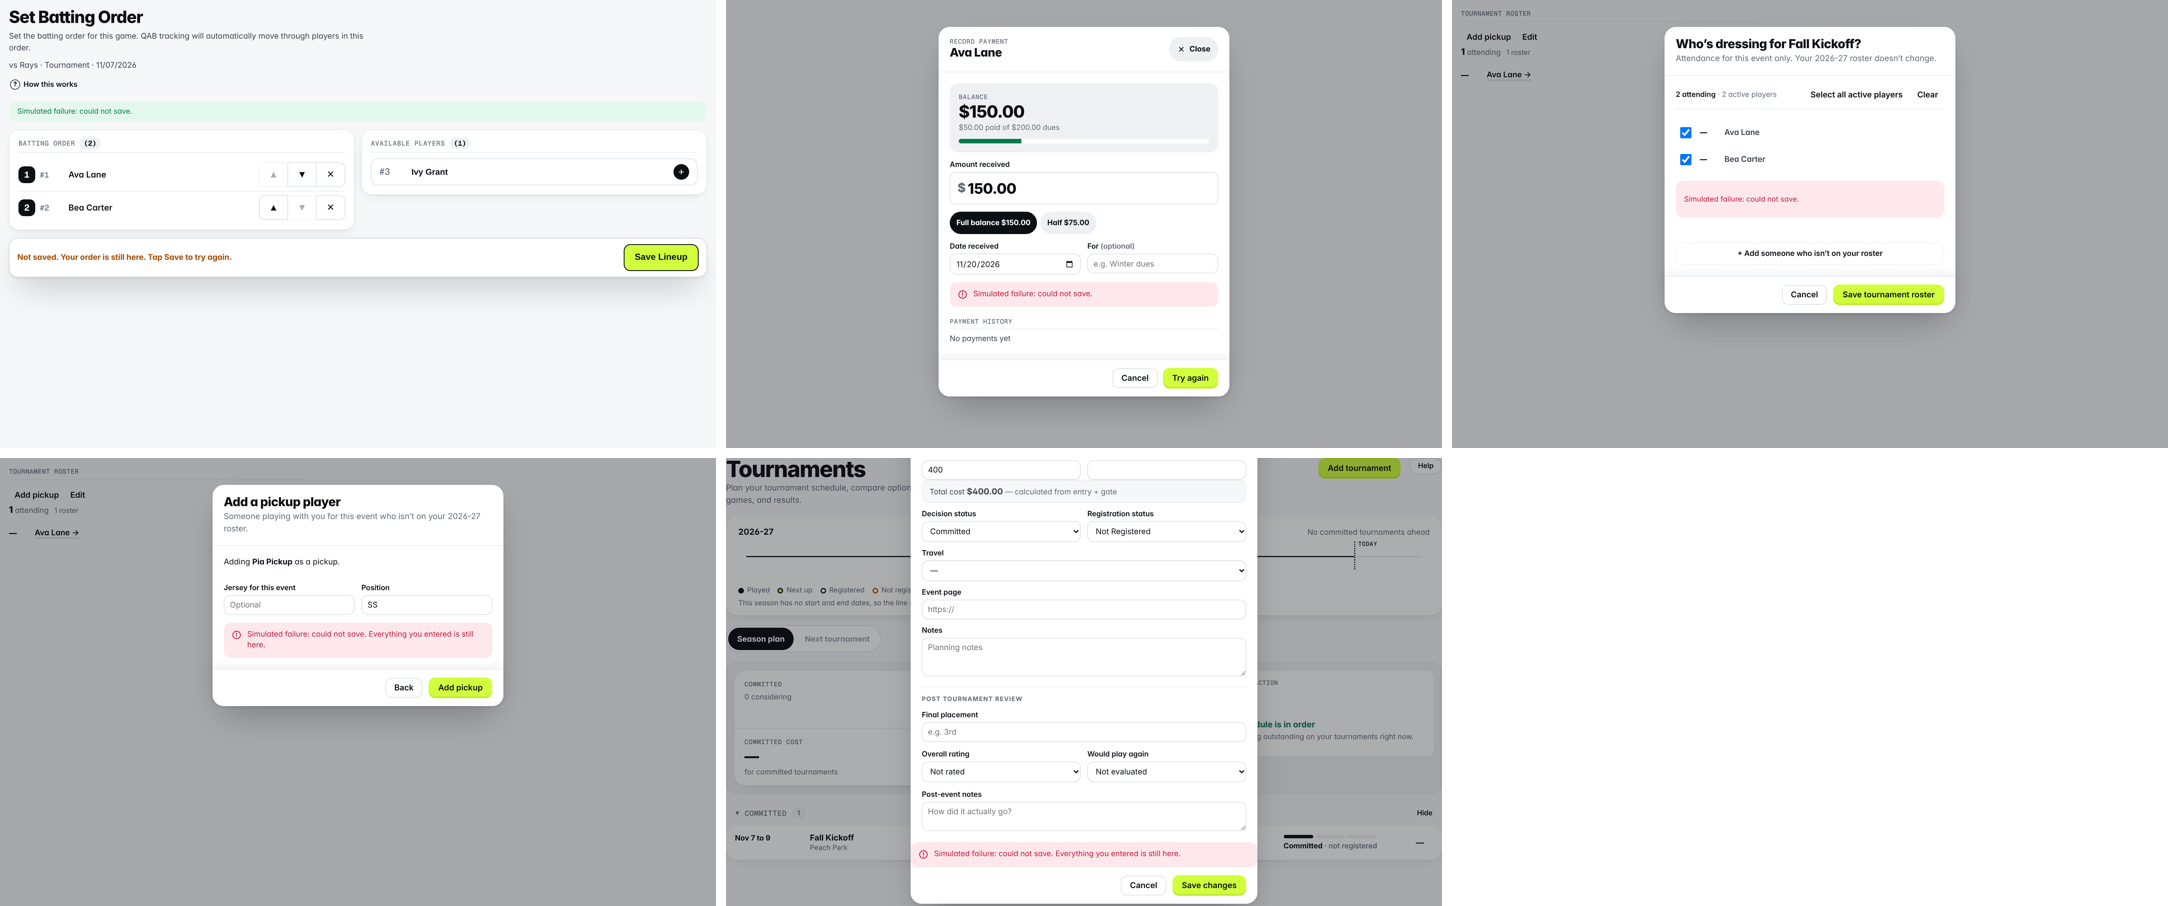 Set Batting Order
Set the batting order for this game. QAB tracking will automatically move through players in this
order.
vs Rays · Tournament · 11/07/2026
? How this works
Simulated failure: could not save.
BATTING ORDER (2)
1 #1 Ava Lane ▲ ▼ ✕
2 #2 Bea Carter ▲ ▼ ✕
AVAILABLE PLAYERS (1)
#3 Ivy Grant +
Not saved. Your order is still here. Tap Save to try again.
Save Lineup
RECORD PAYMENT
Ava Lane
✕ Close
BALANCE
$150.00
$50.00 paid of $200.00 dues
Amount received
$ 150.00
Full balance $150.00
Half $75.00
Date received
For (optional)
11/20/2026
e.g. Winter dues
Simulated failure: could not save.
PAYMENT HISTORY
No payments yet
Cancel
Try again
TOURNAMENT ROSTER
Add pickup Edit
1 attending 1 roster
— Ava Lane →
Who's dressing for Fall Kickoff?
Attendance for this event only. Your 2026-27 roster doesn't change.
2 attending · 2 active players
Select all active players
Clear
— Ava Lane
— Bea Carter
Simulated failure: could not save.
+ Add someone who isn't on your roster
Cancel
Save tournament roster
TOURNAMENT ROSTER
Add pickup Edit
1 attending 1 roster
— Ava Lane →
Add a pickup player
Someone playing with you for this event who isn't on your 2026-27
roster.
Adding Pia Pickup as a pickup.
Jersey for this event
Position
Optional
SS
Simulated failure: could not save. Everything you entered is still
here.
Back
Add pickup
Tournaments
Plan your tournament schedule, compare option
games, and results.
Add tournament
Help
2026-27
No committed tournaments ahead
TODAY
Played Next up Registered Not regis
This season has no start and end dates, so the line
Season plan
Next tournament
COMMITTED
0 considering
COMMITTED COST
—
for committed tournaments
CTION
dule is in order
g outstanding on your tournaments right now.
▼ COMMITTED 1
Hide
Nov 7 to 9
Fall Kickoff
Peach Park
Committed · not registered
—
400
Total cost $400.00 — calculated from entry + gate
Decision status
Registration status
Committed
Not Registered
Travel
—
Event page
https://
Notes
Planning notes
POST TOURNAMENT REVIEW
Final placement
e.g. 3rd
Overall rating
Would play again
Not rated
Not evaluated
Post-event notes
How did it actually go?
Simulated failure: could not save. Everything you entered is still here.
Cancel
Save changes